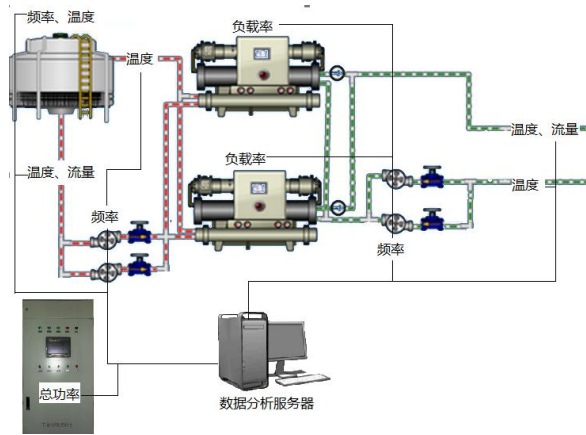 频率、温度
温度
负载率
温度、流量
温度、流量
负载率
温度
频率
频率
总功率
数据分析服务器